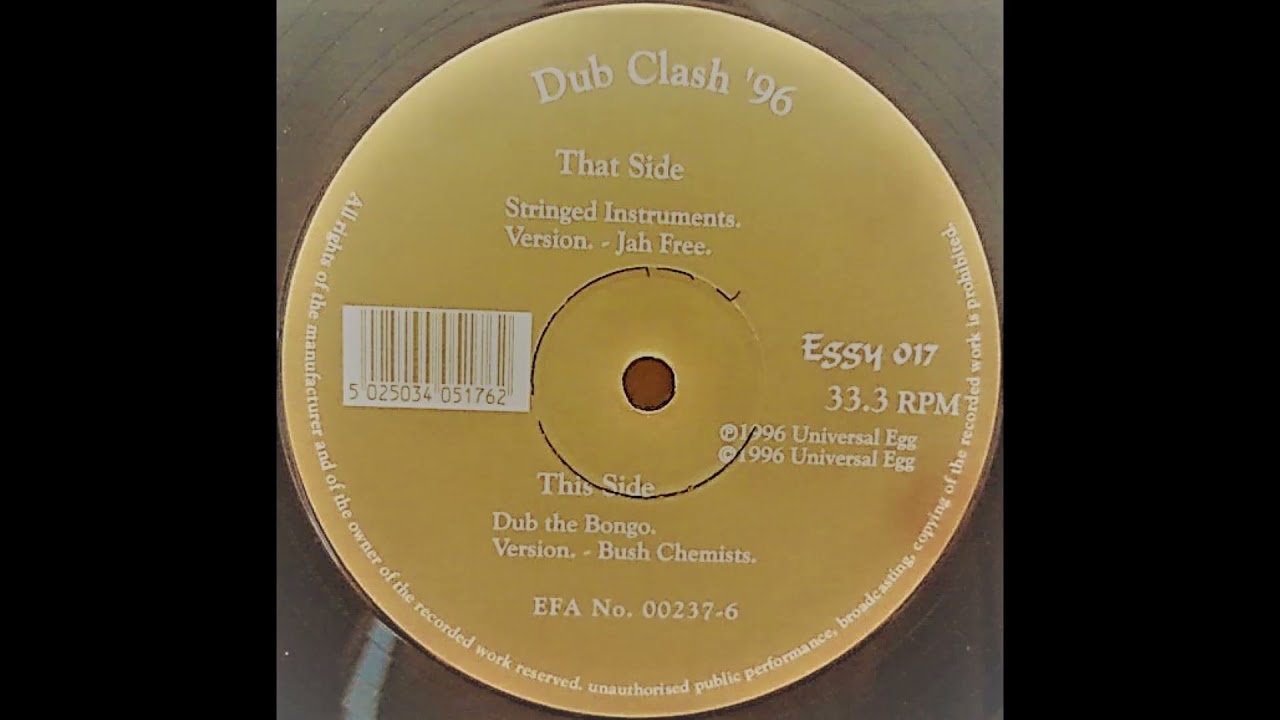 Dub Clash '96
That Side
Stringed Instruments.
Version. - Jah Free.
5 025034 051762
Eggy 017
33.3 RPM
℗1996 Universal Egg
©1996 Universal Egg
This Side
Dub the Bongo.
Version. - Bush Chemists.
EFA No. 00237-6
All rights of the manufacturer and of the owner of the recorded work reserved. unauthorised public performance, broadcasting, copying of the recorded work is prohibited.